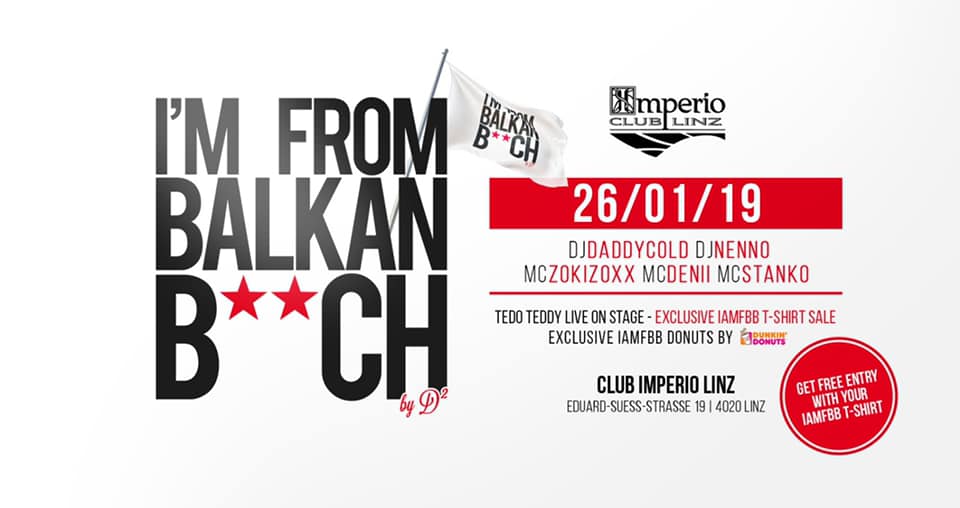 I'M FROM
BALKAN
B★★CH
by D²
I'M FROM
BALKAN
B**CH
Imperio
CLUB LINZ
26/01/19
DJDADDYCOLD DJNENNO
MCZOKIZOXX MCDENII MCSTANKO
TEDO TEDDY LIVE ON STAGE - EXCLUSIVE IAMFBB T-SHIRT SALE
EXCLUSIVE IAMFBB DONUTS BY DUNKIN' DONUTS
CLUB IMPERIO LINZ
EDUARD-SUESS-STRASSE 19 | 4020 LINZ
GET FREE ENTRY
WITH YOUR
IAMFBB T-SHIRT